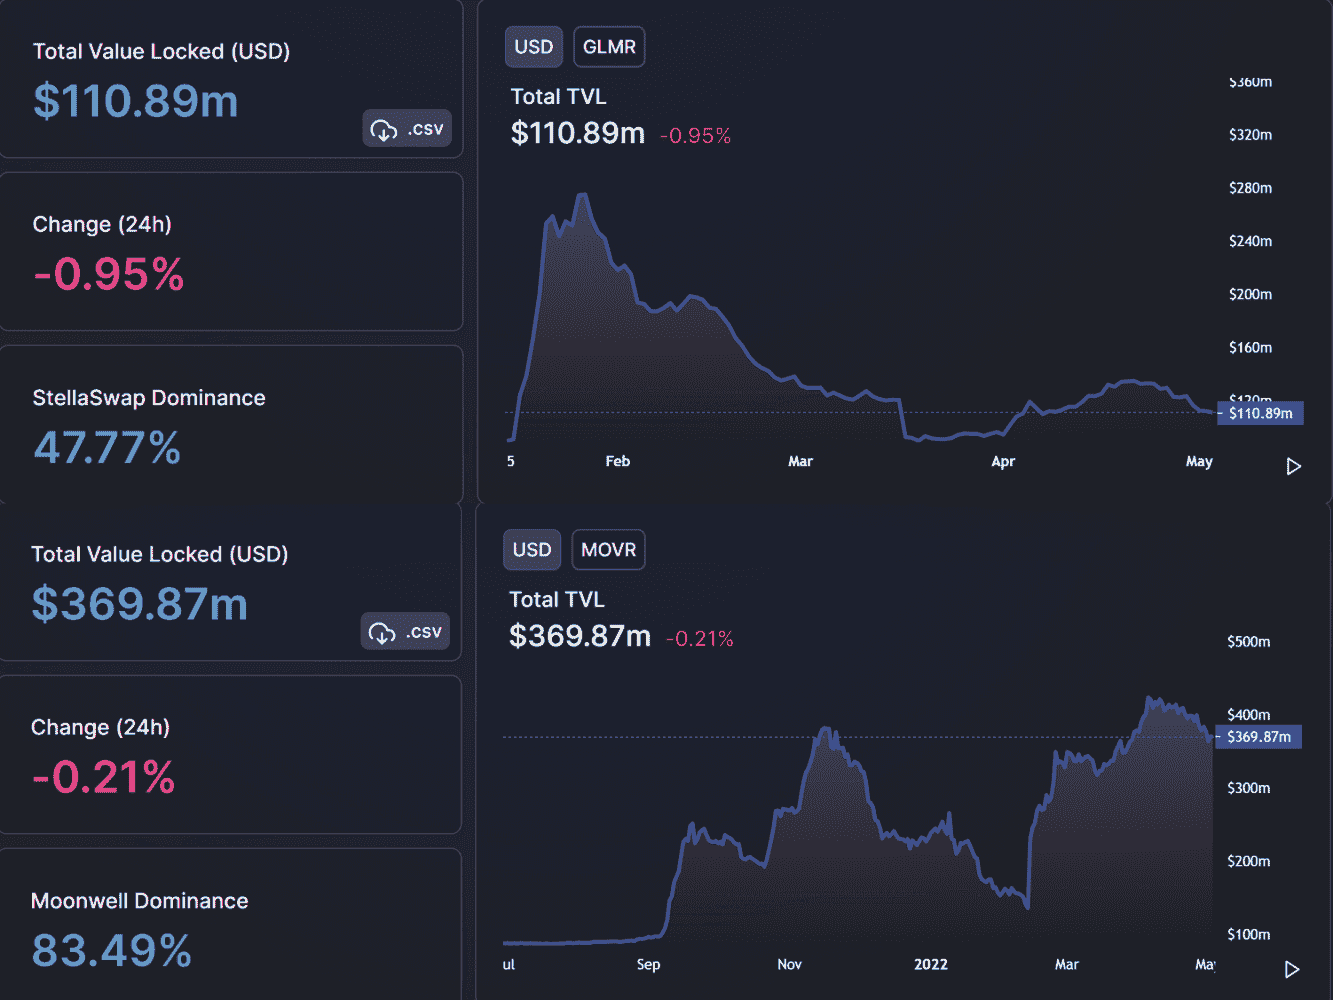 Total Value Locked (USD)
$110.89m
.csv
Change (24h)
-0.95%
StellaSwap Dominance
47.77%
USD GLMR
Total TVL
$110.89m -0.95%
$360m
$320m
$280m
$240m
$200m
$160m
$120m
$110.89m
5 Feb Mar Apr May
Total Value Locked (USD)
$369.87m
.csv
Change (24h)
-0.21%
Moonwell Dominance
83.49%
USD MOVR
Total TVL
$369.87m -0.21%
$500m
$400m
$369.87m
$300m
$200m
$100m
ul Sep Nov 2022 Mar May